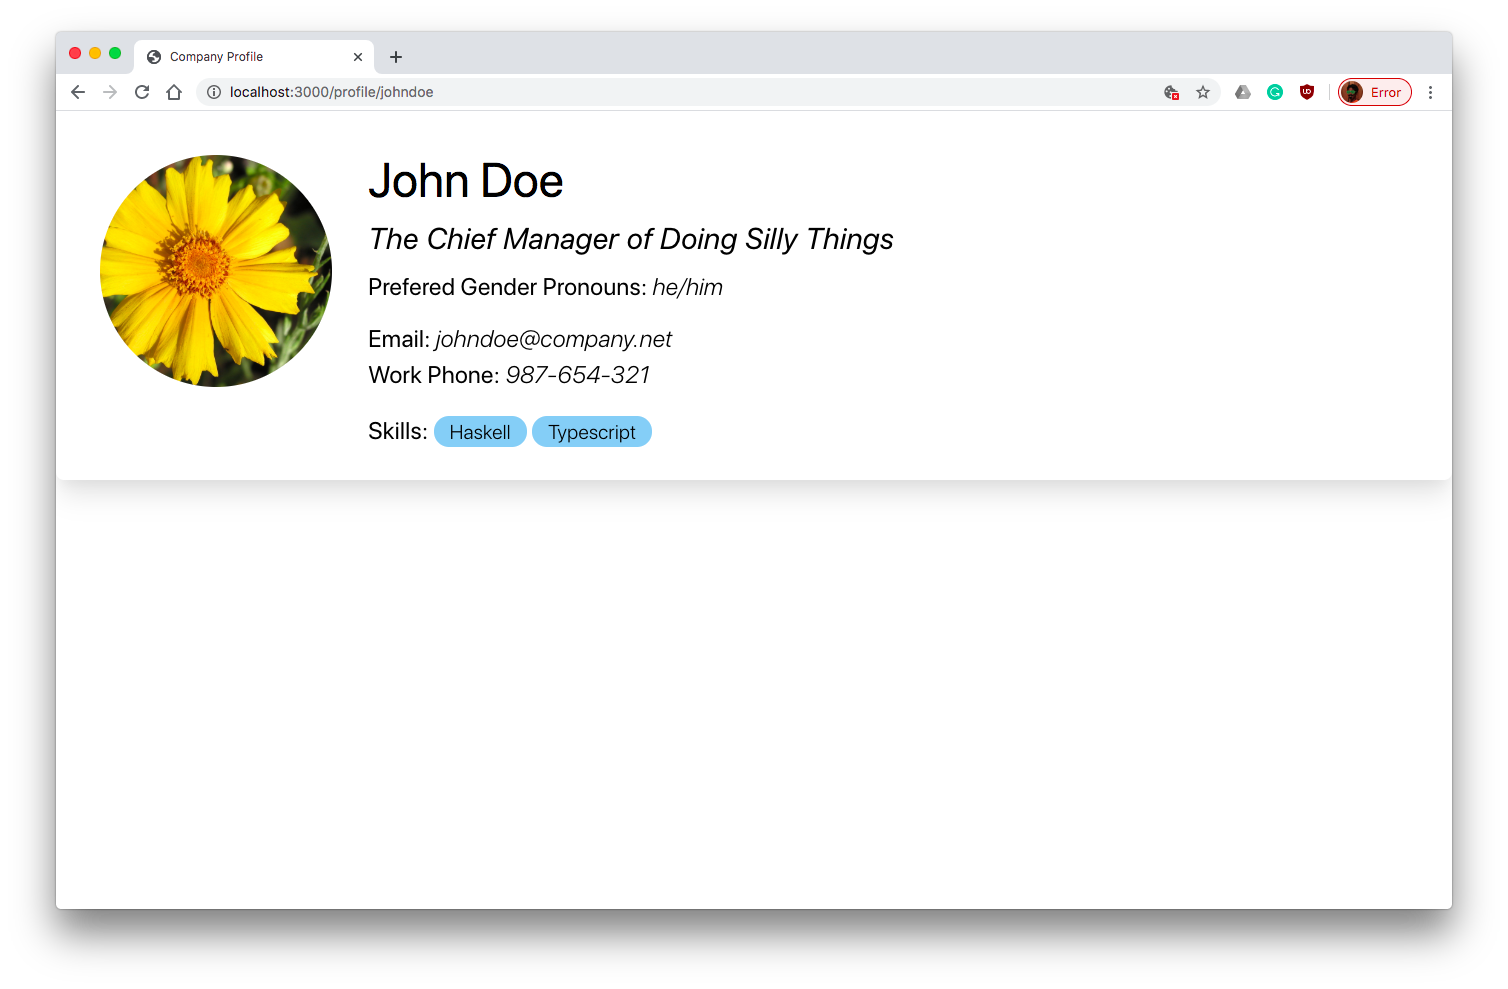 Company Profile
localhost:3000/profile/johndoe
Error
John Doe
The Chief Manager of Doing Silly Things
Prefered Gender Pronouns: he/him
Email: johndoe@company.net
Work Phone: 987-654-321
Skills: Haskell Typescript